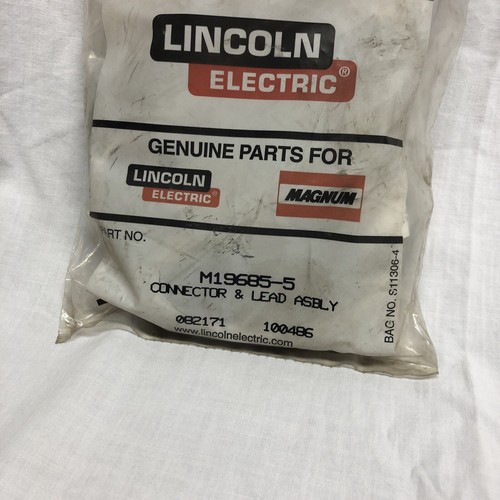 LINCOLN
ELECTRIC®
GENUINE PARTS FOR
LINCOLN
ELECTRIC
MAGNUM
PART NO.
M19685-5
CONNECTOR & LEAD ASBLY
082171 100486
www.lincolnelectric.com
BAG NO. S11306-4